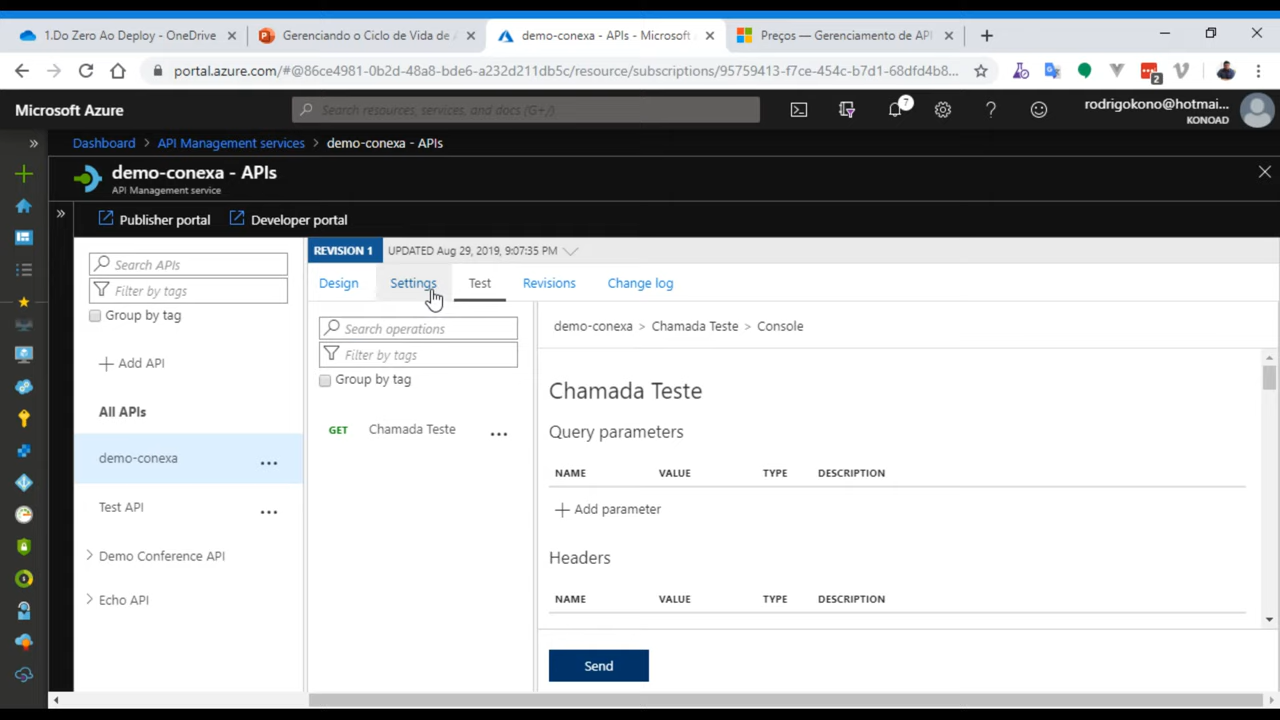 1.Do Zero Ao Deploy - OneDrive
Gerenciando o Ciclo de Vida de A
demo-conexa - APIs - Microsoft
Preços — Gerenciamento de API
portal.azure.com/#@86ce4981-0b2d-48a8-b4e6-a232d211db5c/resource/subscriptions/95759413-f7ce-454c-b7d1-68dfd4b8...
2
Microsoft Azure
Search resources, services, and docs (G+/)
7
rodrigokono@hotmai...
KONOAD
Dashboard > API Management services > demo-conexa - APIs
demo-conexa - APIs
API Management service
Publisher portal
Developer portal
REVISION 1
UPDATED Aug 29, 2019, 9:07:35 PM
Design
Settings
Test
Revisions
Change log
Search APIs
Filter by tags
Group by tag
+ Add API
All APIs
demo-conexa ...
Test API ...
> Demo Conference API
> Echo API
Search operations
Filter by tags
Group by tag
GET Chamada Teste ...
demo-conexa > Chamada Teste > Console
Chamada Teste
Query parameters
NAME VALUE TYPE DESCRIPTION
+ Add parameter
Headers
NAME VALUE TYPE DESCRIPTION
Send